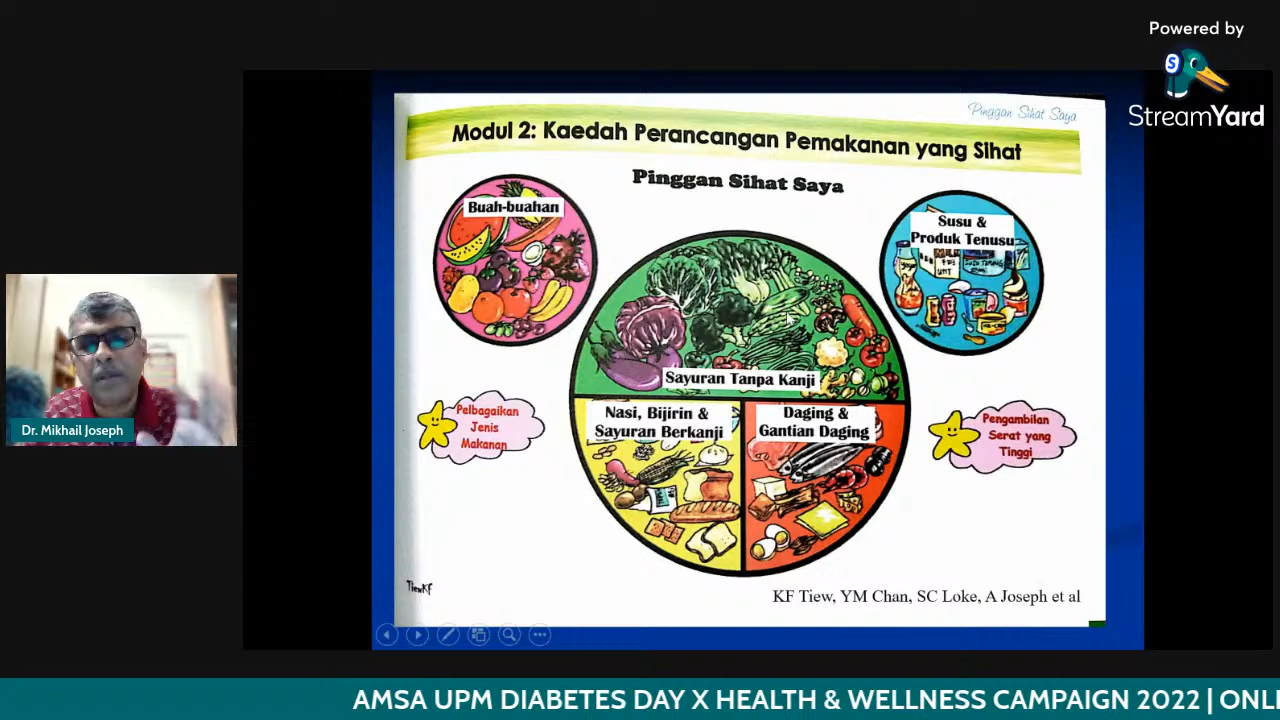 Powered by
StreamYard
Pinggan Sihat Saya
Modul 2: Kaedah Perancangan Pemakanan yang Sihat
Pinggan Sihat Saya
Buah-buahan
Susu &
Produk Tenusu
Sayuran Tanpa Kanji
Nasi, Bijirin &
Sayuran Berkanji
Daging &
Gantian Daging
Pelbagaikan
Jenis
Makanan
Pengambilan
Serat yang
Tinggi
TiewKf
KF Tiew, YM Chan, SC Loke, A Joseph et al
Dr. Mikhail Joseph
AMSA UPM DIABETES DAY X HEALTH & WELLNESS CAMPAIGN 2022 | ONLI